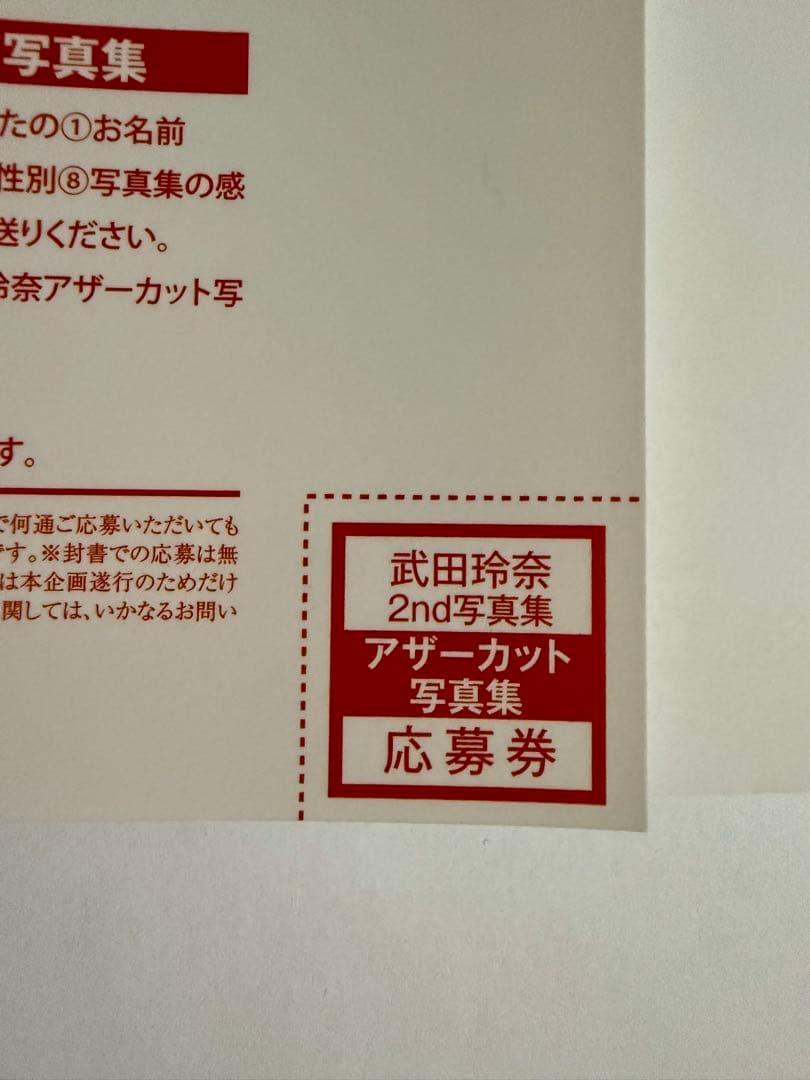 写真集
たの①お名前
性別⑧写真集の感
送りください。
玲奈アザーカット写
す。
で何通ご応募いただいても
です。※封書での応募は無
は本企画遂行のためだけ
関しては、いかなるお問い
武田玲奈
2nd写真集
アザーカット
写真集
応募券